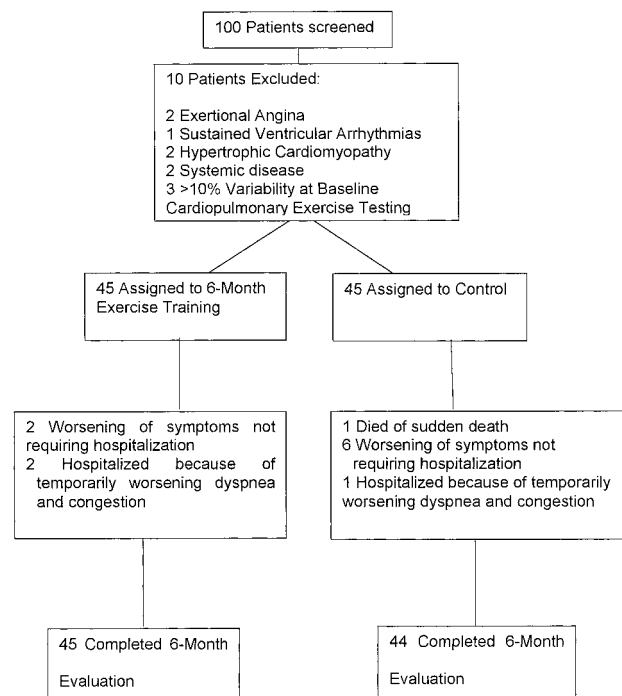 100 Patients screened
10 Patients Excluded:
2 Exertional Angina
1 Sustained Ventricular Arrhythmias
2 Hypertrophic Cardiomyopathy
2 Systemic disease
3 >10% Variability at Baseline
Cardiopulmonary Exercise Testing
45 Assigned to 6-Month
Exercise Training
45 Assigned to Control
2 Worsening of symptoms not
requiring hospitalization
2 Hospitalized because of
temporarily worsening dyspnea
and congestion
1 Died of sudden death
6 Worsening of symptoms not
requiring hospitalization
1 Hospitalized because of temporarily
worsening dyspnea and congestion
45 Completed 6-Month
Evaluation
44 Completed 6-Month
Evaluation